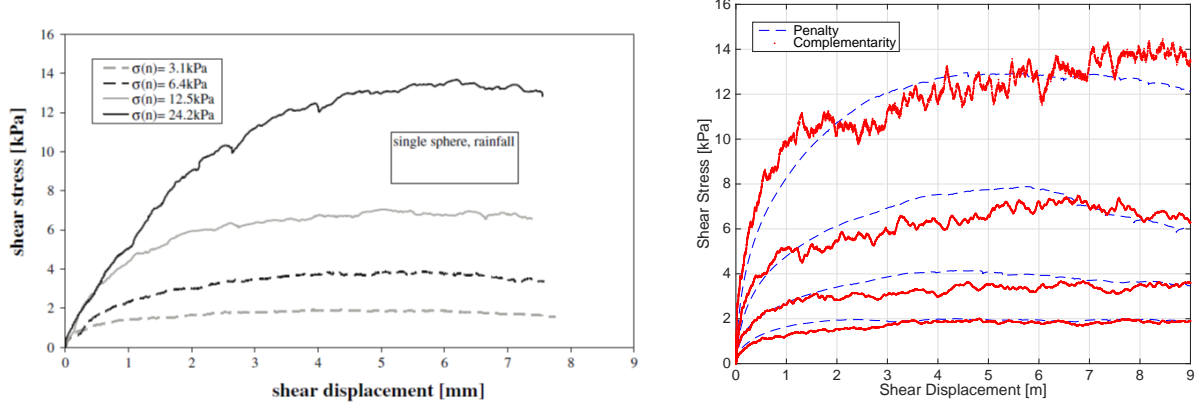 16
14
12
10
8
6
4
2
0
shear stress [kPa]
σ(n)= 3.1kPa
σ(n)= 6.4kPa
σ(n)= 12.5kPa
σ(n)= 24.2kPa
single sphere, rainfall
0 1 2 3 4 5 6 7 8 9
shear displacement [mm]
16
14
12
10
8
6
4
2
0
Shear Stress [kPa]
Penalty
Complementarity
0 1 2 3 4 5 6 7 8 9
Shear Displacement [m]